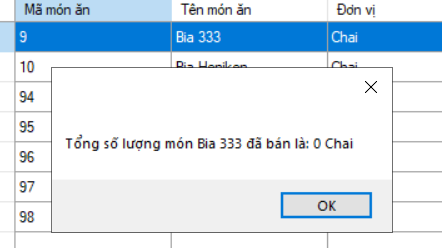 Mã món ăn Tên món ăn Đơn vị
9 Bia 333 Chai
10 Bia Heniken Chai
94
Tổng số lượng món Bia 333 đã bán là: 0 Chai
95
96
97
OK
98